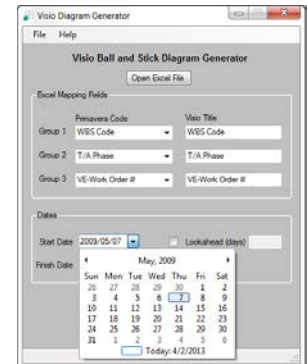 Visio Diagram Generator
File Help
Visio Ball and Stick Diagram Generator
Open Excel File
Excel Mapping Fields
Primavera Code Visio Title
Group 1 WBS Code WBS Code
Group 2 T/A Phase T/A Phase
Group 3 VE-Work Order # VE-Work Order #
Dates
Start Date 2009/05/07 Lookahead (days)
Finish Date
May, 2009
Sun Mon Tue Wed Thu Fri Sat
26 27 28 29 30 1 2
3 4 5 6 7 8 9
10 11 12 13 14 15 16
17 18 19 20 21 22 23
24 25 26 27 28 29 30
31 1 2 3 4 5 6
Today: 4/2/2013